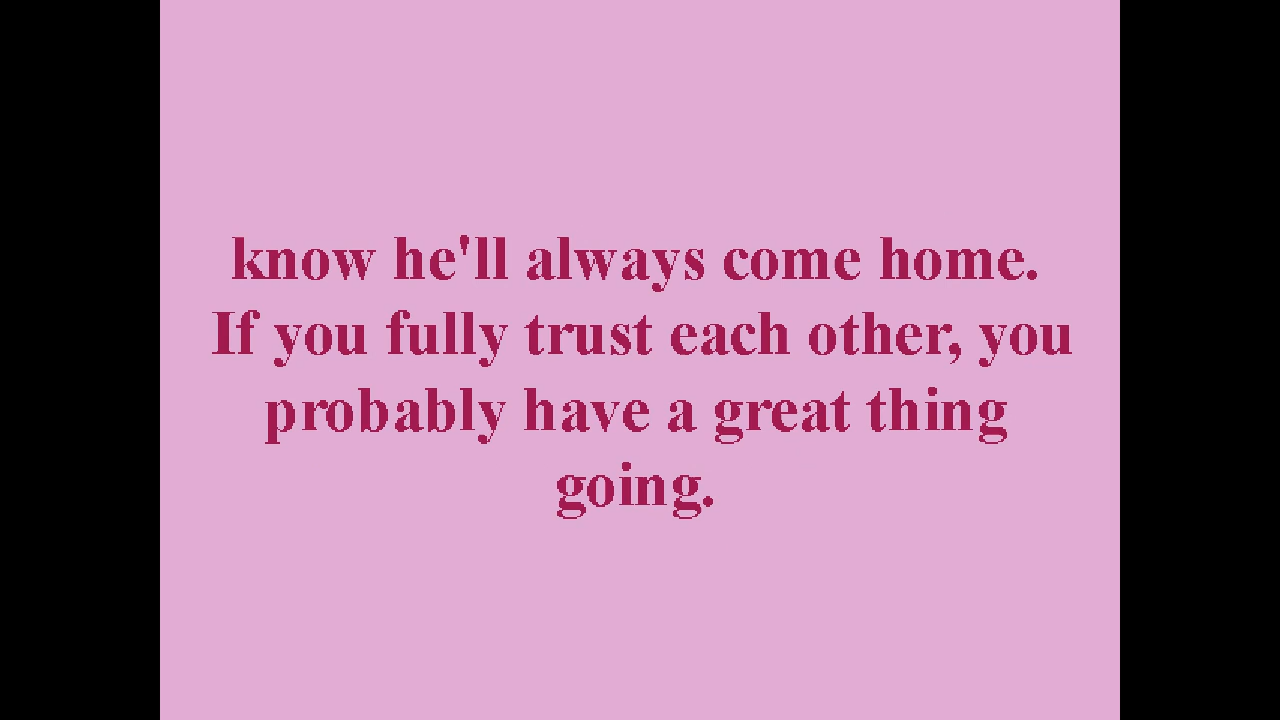 know he'll always come home.
If you fully trust each other, you
probably have a great thing
going.